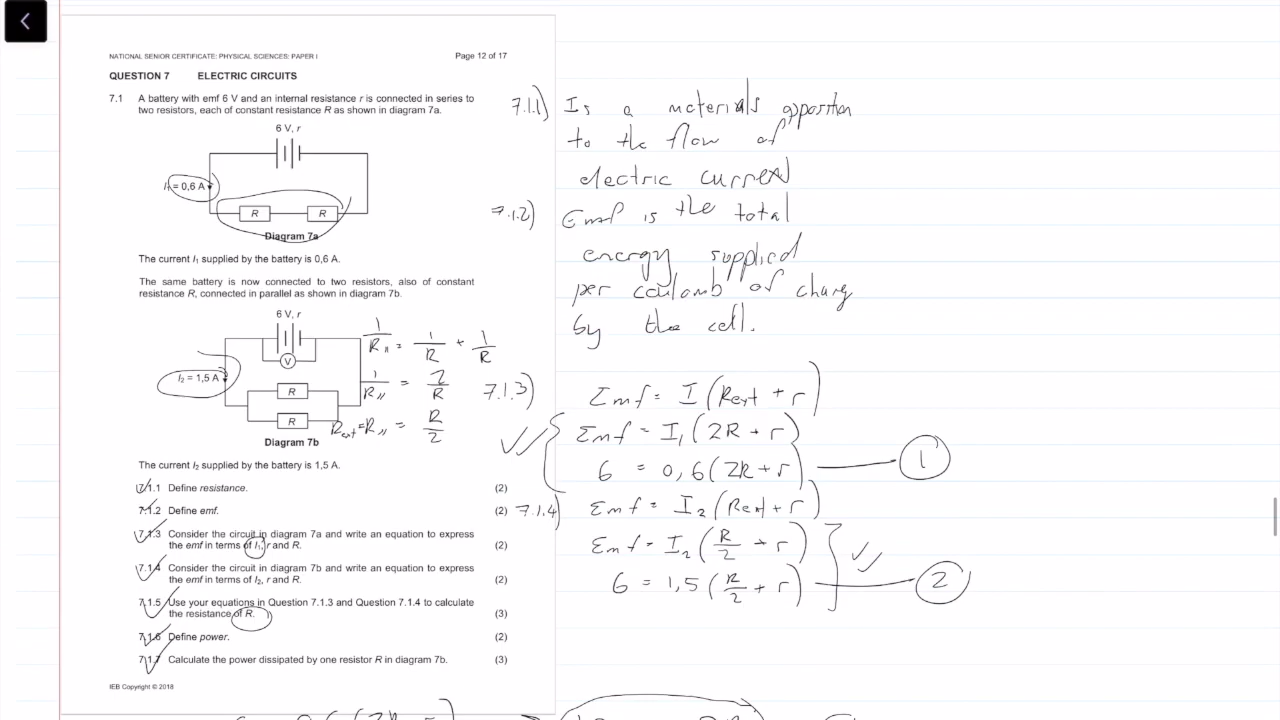 NATIONAL SENIOR CERTIFICATE: PHYSICAL SCIENCES: PAPER I
Page 12 of 17
QUESTION 7 ELECTRIC CIRCUITS
7.1 A battery with emf 6 V and an internal resistance r is connected in series to
two resistors, each of constant resistance R as shown in diagram 7a.
6 V, r
I₁ = 0,6 A
R R
Diagram 7a
The current I₁ supplied by the battery is 0,6 A.
The same battery is now connected to two resistors, also of constant
resistance R, connected in parallel as shown in diagram 7b.
6 V, r
V
I₂ = 1,5 A
R
R
Diagram 7b
1/R∥ = 1/R + 1/R
1/R∥ = 2/R
Rext = R∥ = R/2
The current I₂ supplied by the battery is 1,5 A.
7.1.1 Define resistance. (2)
7.1.2 Define emf. (2)
7.1.3 Consider the circuit in diagram 7a and write an equation to express
the emf in terms of I₁, r and R. (2)
7.1.4 Consider the circuit in diagram 7b and write an equation to express
the emf in terms of I₂, r and R. (2)
7.1.5 Use your equations in Question 7.1.3 and Question 7.1.4 to calculate
the resistance of R. (3)
7.1.6 Define power. (2)
7.1.7 Calculate the power dissipated by one resistor R in diagram 7b. (3)
IEB Copyright © 2018
7.1.1) Is a materials opposition
to the flow of
electric current
7.1.2) Emf is the total
energy supplied
per coulomb of charg
by the cell.
7.1.3) Emf = I (Rext + r)
Emf = I₁ (2R + r)
6 = 0,6 (2R + r) 1
7.1.4) Emf = I₂ (Rext + r)
Emf = I₂ (R/2 + r)
6 = 1,5 (R/2 + r) 2